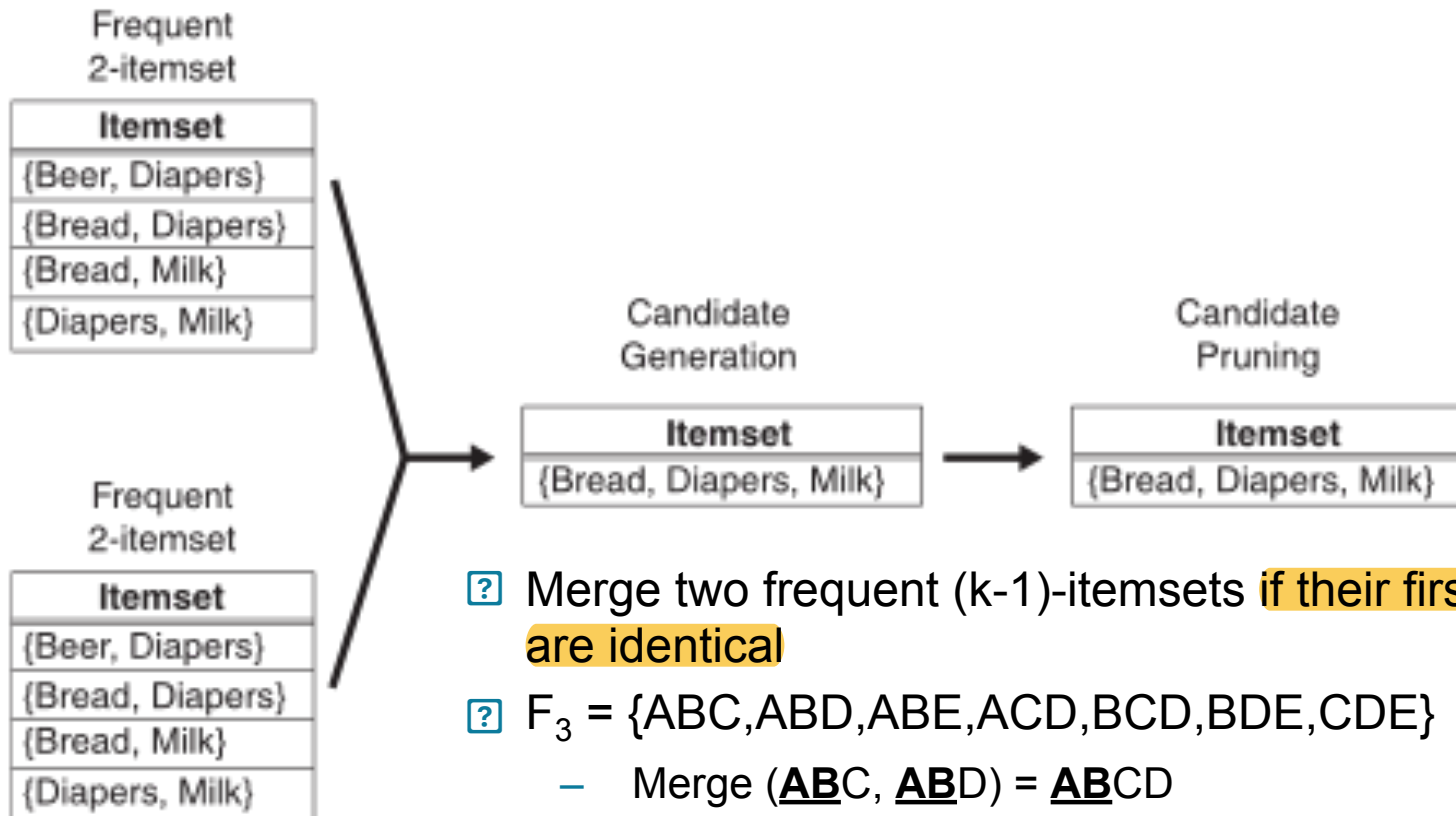 Frequent
2-itemset
Itemset
{Beer, Diapers}
{Bread, Diapers}
{Bread, Milk}
{Diapers, Milk}
Frequent
2-itemset
Itemset
{Beer, Diapers}
{Bread, Diapers}
{Bread, Milk}
{Diapers, Milk}
Candidate
Generation
Itemset
{Bread, Diapers, Milk}
Candidate
Pruning
Itemset
{Bread, Diapers, Milk}
? Merge two frequent (k-1)-itemsets if their
are identical
? F₃ = {ABC,ABD,ABE,ACD,BCD,BDE,CDE}
– Merge (ABC, ABD) = ABCD